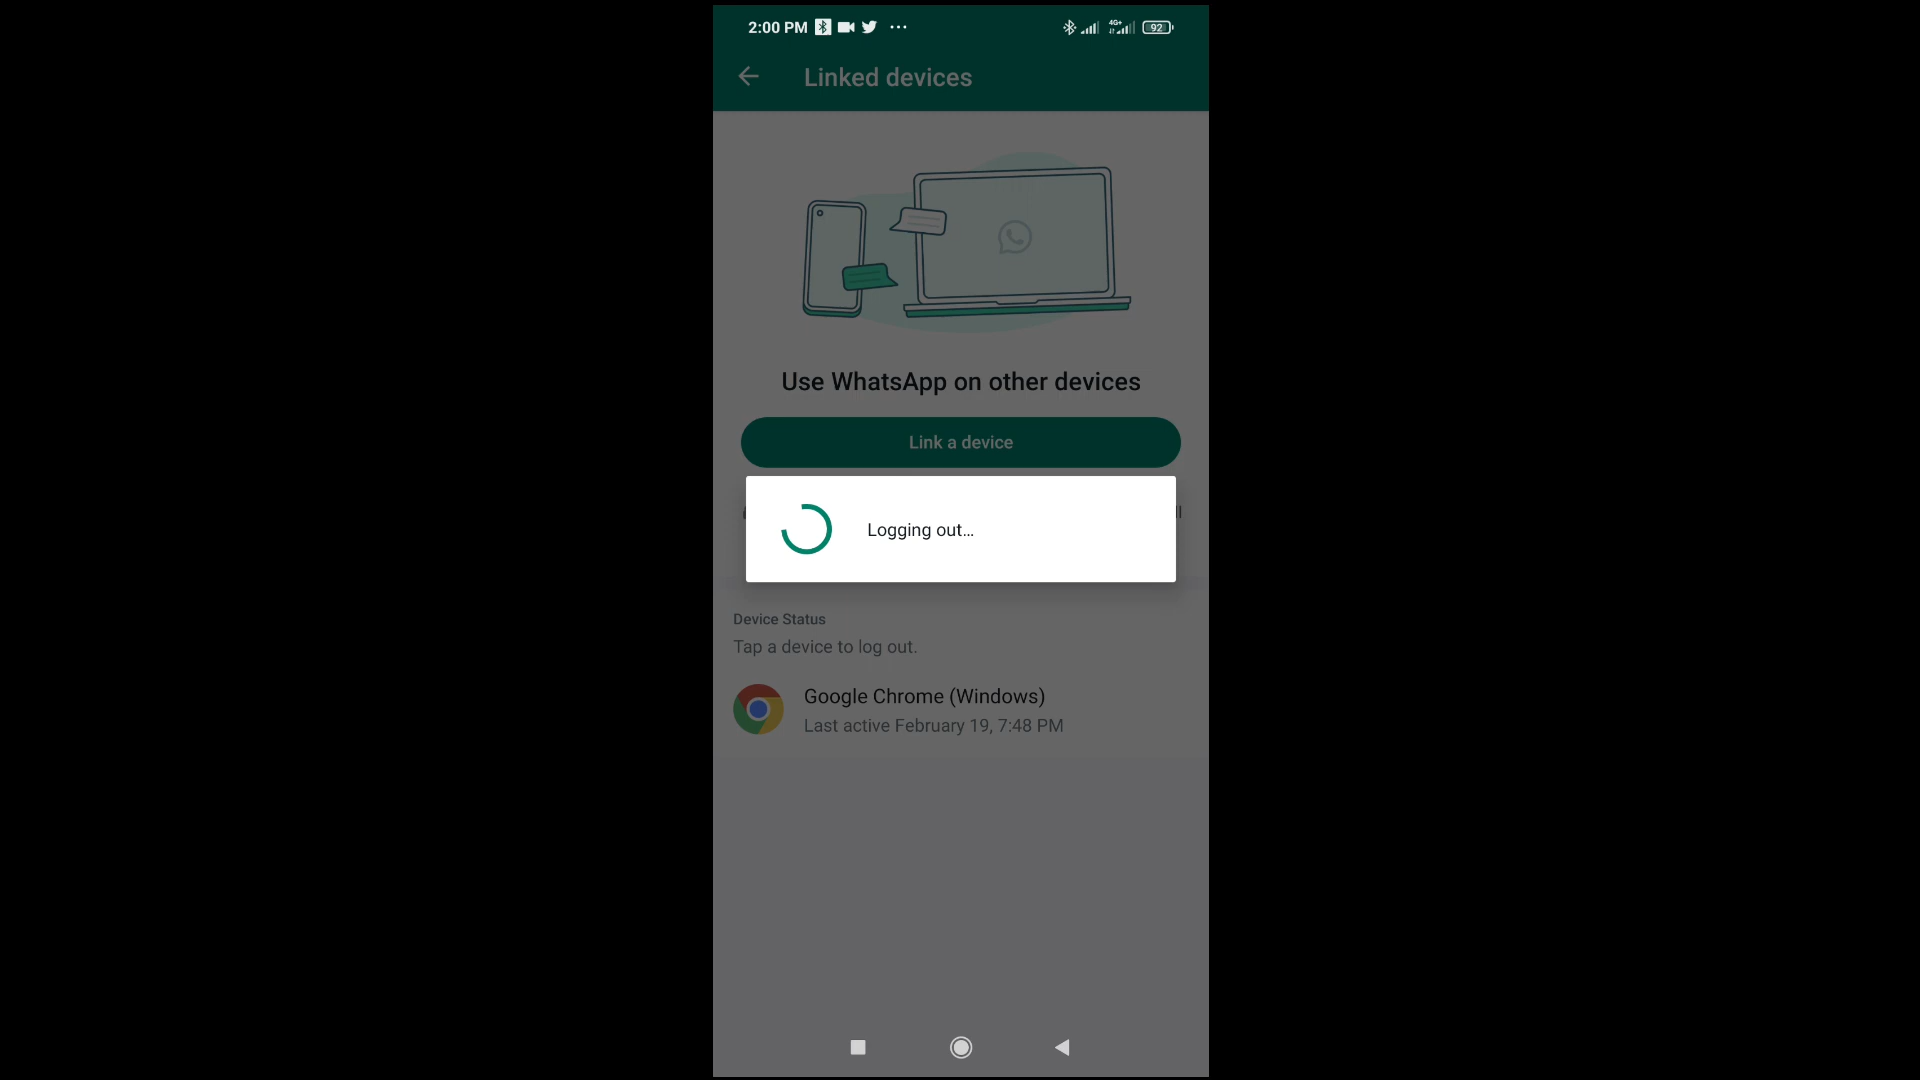 2:00 PM
4G+
92
Linked devices
Use WhatsApp on other devices
Link a device
Logging out...
Device Status
Tap a device to log out.
Google Chrome (Windows)
Last active February 19, 7:48 PM